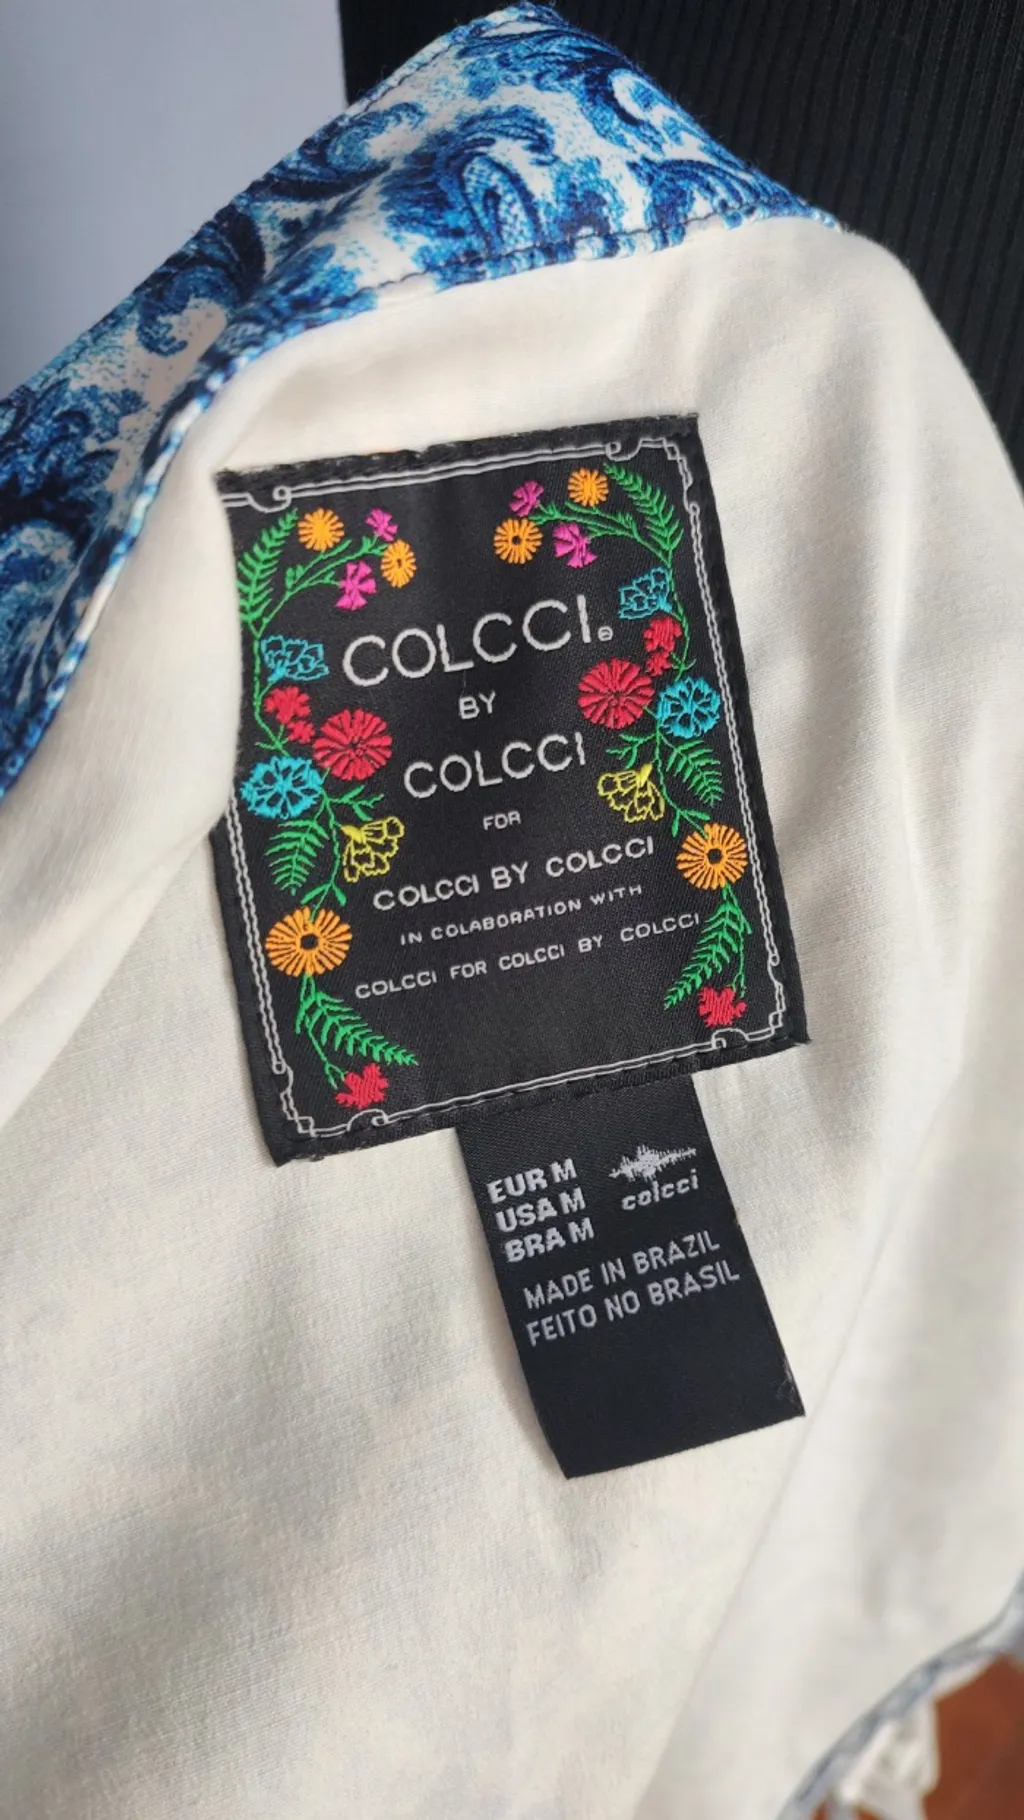 COLCCI®
BY
COLCCI
FOR
COLCCI BY COLCCI
IN COLABORATION WITH
COLCCI FOR COLCCI BY COLCCI
EUR M
USA M
BRA M
colcci
MADE IN BRAZIL
FEITO NO BRASIL